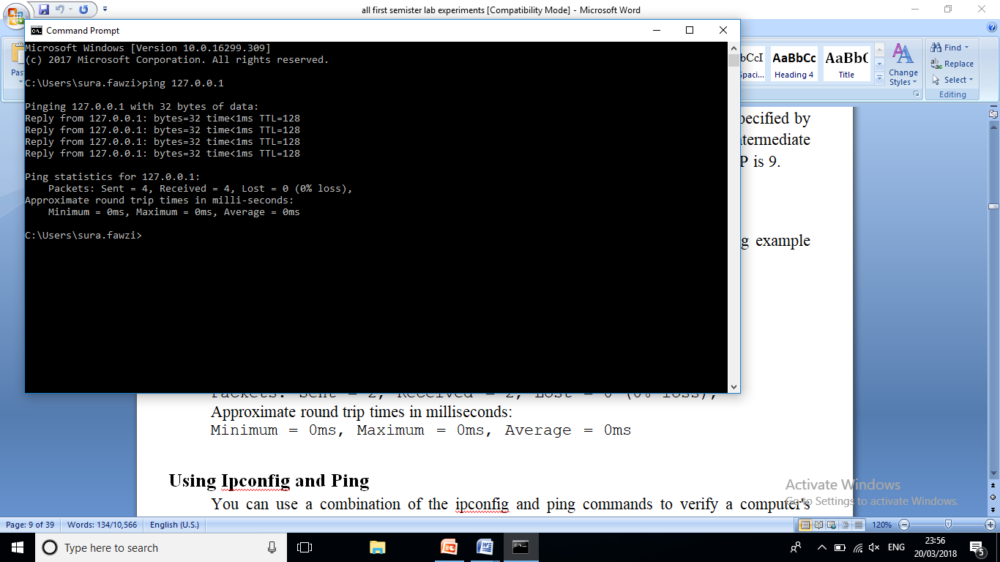 all first semister lab experiments [Compatibility Mode] - Microsoft Word
Command Prompt
Microsoft Windows [Version 10.0.16299.309]
(c) 2017 Microsoft Corporation. All rights reserved.
C:\Users\sura.fawzi>ping 127.0.0.1
Pinging 127.0.0.1 with 32 bytes of data:
Reply from 127.0.0.1: bytes=32 time<1ms TTL=128
Reply from 127.0.0.1: bytes=32 time<1ms TTL=128
Reply from 127.0.0.1: bytes=32 time<1ms TTL=128
Reply from 127.0.0.1: bytes=32 time<1ms TTL=128
Ping statistics for 127.0.0.1:
Packets: Sent = 4, Received = 4, Lost = 0 (0% loss),
Approximate round trip times in milli-seconds:
Minimum = 0ms, Maximum = 0ms, Average = 0ms
C:\Users\sura.fawzi>
AaBbCc
Heading 4
AaBb(
Title
Change
Styles
Find
Replace
Select
Editing
P is 9.
g example
Packets: Sent = 2, Received = 2, Lost = 0 (0% loss),
Approximate round trip times in milliseconds:
Minimum = 0ms, Maximum = 0ms, Average = 0ms
Using Ipconfig and Ping
You can use a combination of the ipconfig and ping commands to verify a computer's
Activate Windows
Go to Settings to activate Windows.
Page: 9 of 39
Words: 134/10,566
English (U.S.)
120%
Type here to search
ENG
23:56
20/03/2018
5